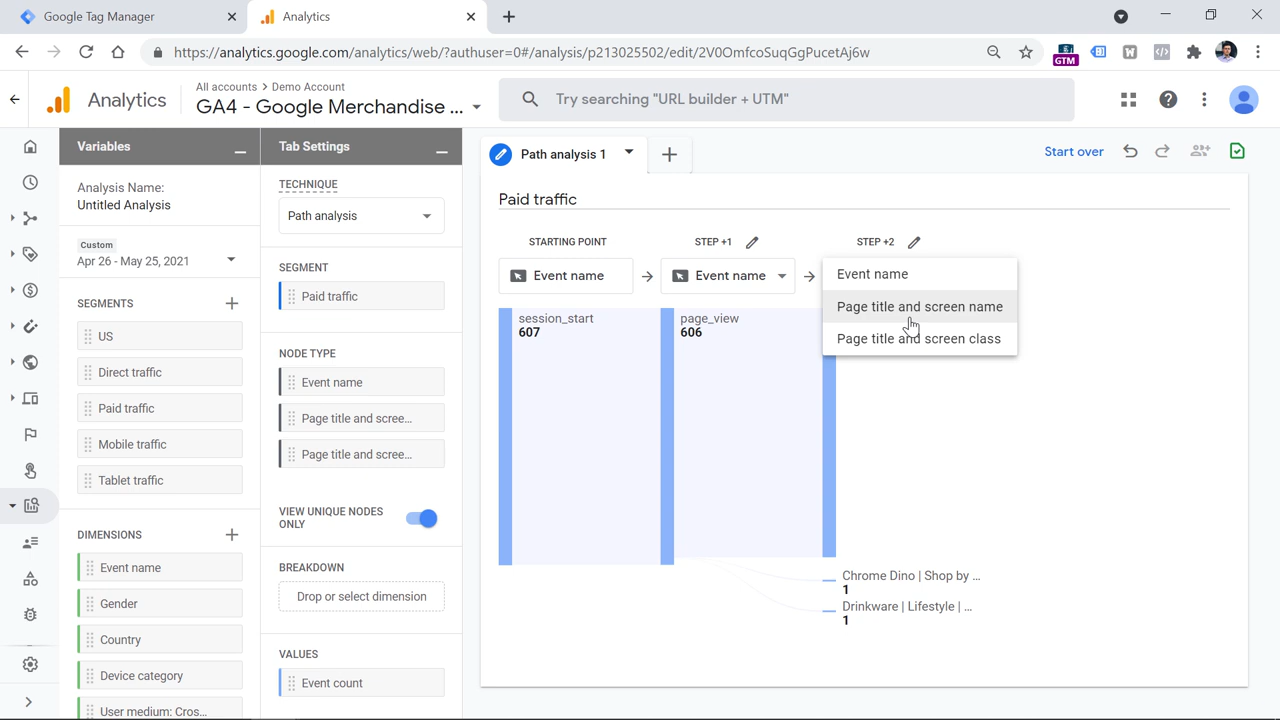 Google Tag Manager
Analytics
https://analytics.google.com/analytics/web/?authuser=0#/analysis/p213025502/edit/2V0OmfcoSuqGgPucetAj6w
GTM
Analytics
All accounts > Demo Account
GA4 - Google Merchandise ...
Try searching "URL builder + UTM"
Variables
Analysis Name:
Untitled Analysis
Custom
Apr 26 - May 25, 2021
SEGMENTS
US
Direct traffic
Paid traffic
Mobile traffic
Tablet traffic
DIMENSIONS
Event name
Gender
Country
Device category
User medium: Cros...
Tab Settings
TECHNIQUE
Path analysis
SEGMENT
Paid traffic
NODE TYPE
Event name
Page title and scree...
Page title and scree...
VIEW UNIQUE NODES
ONLY
BREAKDOWN
Drop or select dimension
VALUES
Event count
Path analysis 1
Start over
Paid traffic
STARTING POINT
STEP +1
STEP +2
Event name
Event name
Event name
Page title and screen name
Page title and screen class
session_start
607
page_view
606
Chrome Dino | Shop by ...
1
Drinkware | Lifestyle | ...
1